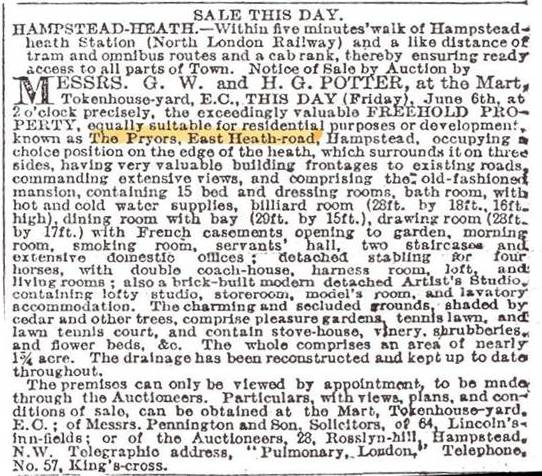 SALE THIS DAY.
HAMPSTEAD-HEATH.—Within five minutes' walk of Hampstead-
heath Station (North London Railway) and a like distance of
tram and omnibus routes and a cab rank, thereby ensuring ready
access to all parts of Town. Notice of Sale by Auction by
MESSRS. G. W. and H. G. POTTER, at the Mart,
Tokenhouse-yard, E.C., THIS DAY (Friday), June 6th, at
2 o'clock precisely, the exceedingly valuable FREEHOLD PRO-
PERTY, equally suitable for residential purposes or development,
known as The Pryors, East Heath-road, Hampstead, occupying a
choice position on the edge of the heath, which surrounds it on three
sides, having very valuable building frontages to existing roads,
commanding extensive views, and comprising the old-fashioned
mansion, containing 15 bed and dressing rooms, bath room, with
hot and cold water supplies, billiard room (28ft. by 18ft., 16ft.
high), dining room with bay (29ft. by 15ft.), drawing room (28ft.
by 17ft.) with French casements opening to garden, morning
room, smoking room, servants' hall, two staircases and
extensive domestic offices; detached stabling for four
horses, with double coach-house, harness room, loft, and
living rooms; also a brick-built modern detached Artist's Studio,
containing lofty studio, storeroom, model's room, and lavatory
accommodation. The charming and secluded grounds, shaded by
cedar and other trees, comprise pleasure gardens, tennis lawn, and
lawn tennis court, and contain stove-house, vinery, shrubberies,
and flower beds, &c. The whole comprises an area of nearly
1¾ acre. The drainage has been reconstructed and kept up to date
throughout.
The premises can only be viewed by appointment, to be made
through the Auctioneers. Particulars, with views, plans, and con-
ditions of sale, can be obtained at the Mart, Tokenhouse-yard,
E.C.; of Messrs. Pennington and Son, Solicitors, of 64, Lincoln's-
inn-fields; or of the Auctioneers, 28, Rosslyn-hill, Hampstead,
N.W. Telegraphic address, "Pulmonary, London," Telephone,
No. 57, King's-cross.